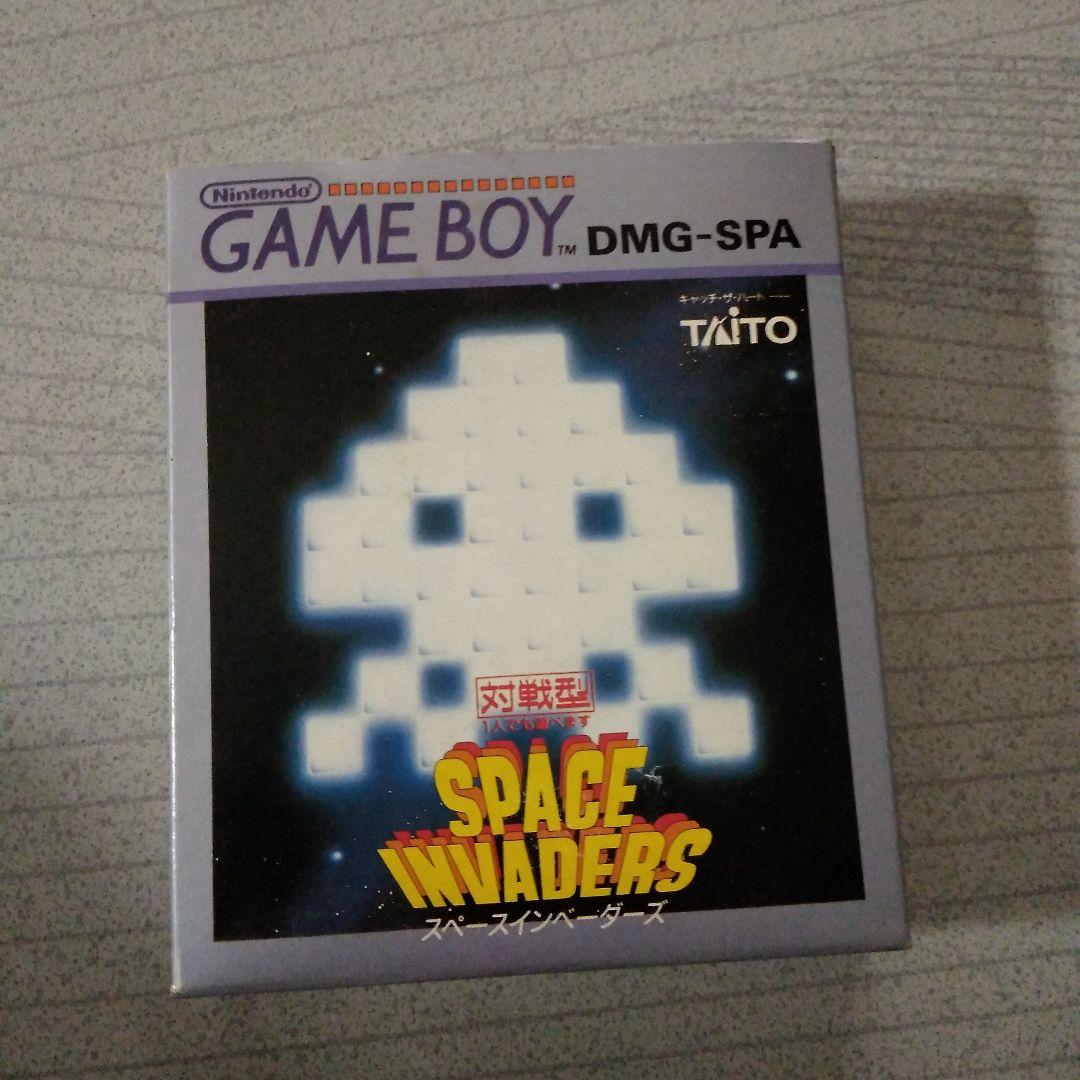 Nintendo
GAME BOY™ DMG-SPA
キャッチ・ザ・ハート
TAITO
対戦型
1人でも遊べます
SPACE
INVADERS
スペースインベーダーズ